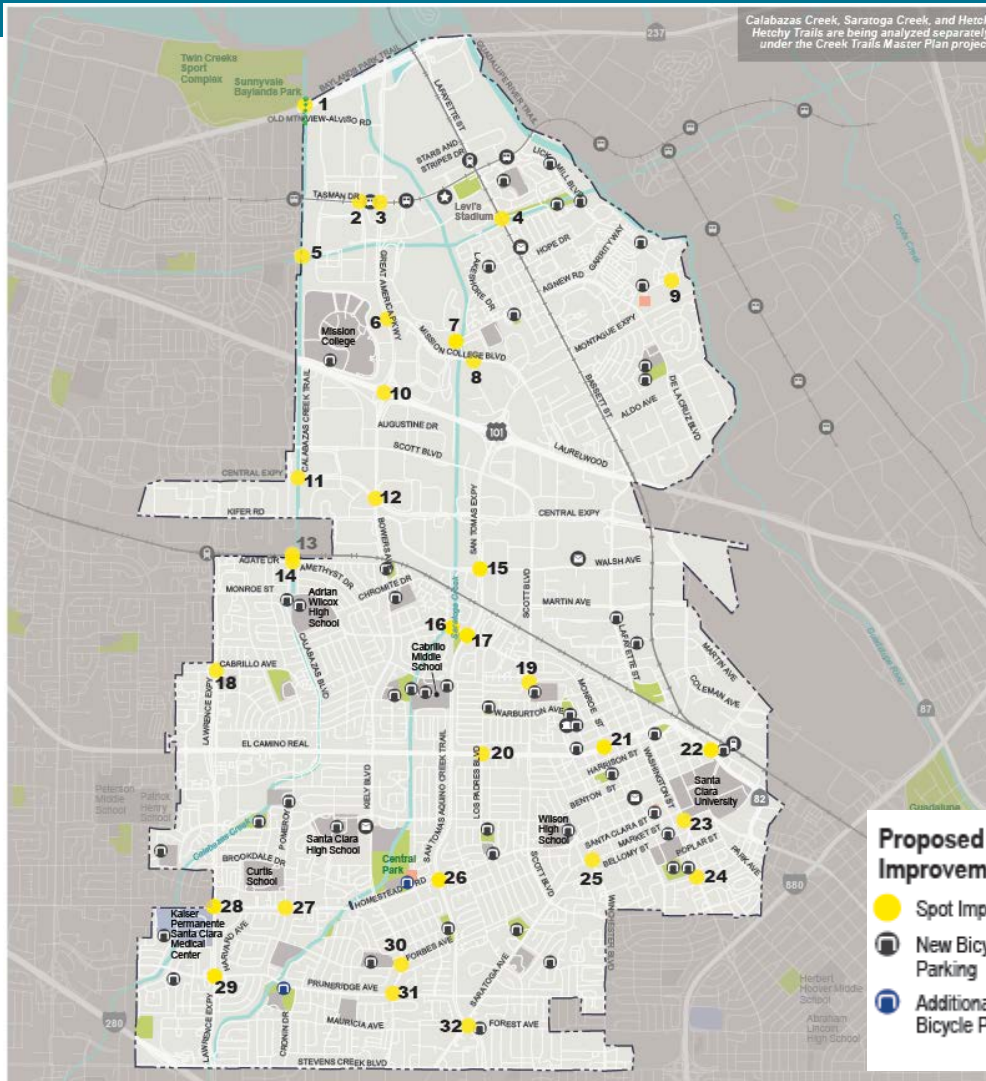 Calabazas Creek, Saratoga Creek, and Hetch
Hetchy Trails are being analyzed separately
under the Creek Trails Master Plan projec
237
Twin Creeks
Sport
Complex
Sunnyvale
Baylands Park
BAYLANDS PARK TRAIL
GUADALUPE RIVER TRAIL
1
OLD MTN VIEW-ALVISO RD
LAFAYETTE ST
STARS AND
STRIPES DR
LICK MILL BLVD
TASMAN DR
2
3
Levi's
Stadium
4
HOPE DR
GARRITY WAY
Coyote Creek
5
GREAT AMERICA PKWY
LAKESHORE DR
AGNEW RD
9
6
Mission
College
7
MISSION COLLEGE BLVD
8
MONTAGUE EXPY
BASSETT ST
DE LA CRUZ BLVD
ALDO AVE
10
CALABAZAS CREEK TRAIL
AUGUSTINE DR
101
SCOTT BLVD
LAURELWOOD
CENTRAL EXPY
11
12
KIFER RD
BOWERS AVE
SAN TOMAS EXPY
CENTRAL EXPY
13
AGATE DR
14
AMETHYST DR
CHROMITE DR
15
WALSH AVE
MONROE ST
Adrian
Wilcox
High
School
SCOTT BLVD
MARTIN AVE
16
Saratoga Creek
17
LAFAYETTE ST
Guadalupe River
CALABAZAS BLVD
Cabrillo
Middle
School
MARTIN AVE
CABRILLO AVE
18
19
COLEMAN AVE
LAWRENCE EXPY
MONROE ST
WARBURTON AVE
87
EL CAMINO REAL
20
21
22
HARRISON ST
WASHINGTON ST
Santa
Clara
University
BENTON ST
82
Peterson
Middle
School
Patrick
Henry
School
KIELY BLVD
SAN TOMAS AQUINO CREEK TRAIL
LOS PADRES BLVD
POMEROY
Calabazas Creek
Santa Clara
High School
Wilson
High
School
SANTA CLARA ST
MARKET ST
BELLOMY ST
23
POPLAR ST
PARK AVE
Guadalupe
BROOKDALE DR
Curtis
School
Central
Park
SCOTT BLVD
25
24
HOMESTEAD RD
26
880
28
27
Kaiser
Permanente
Santa Clara
Medical
Center
HARVARD AVE
WINCHESTER BLVD
30
FORBES AVE
29
PRUNERIDGE AVE
31
SARATOGA AVE
LAWRENCE EXPY
MAURICIA AVE
CRONIN DR
32
FOREST AVE
280
STEVENS CREEK BLVD
Herbert
Hoover Middle
School
Abraham
Lincoln
High School
Proposed
Improvem
Spot Imp
New Bicy
Parking
Additiona
Bicycle P